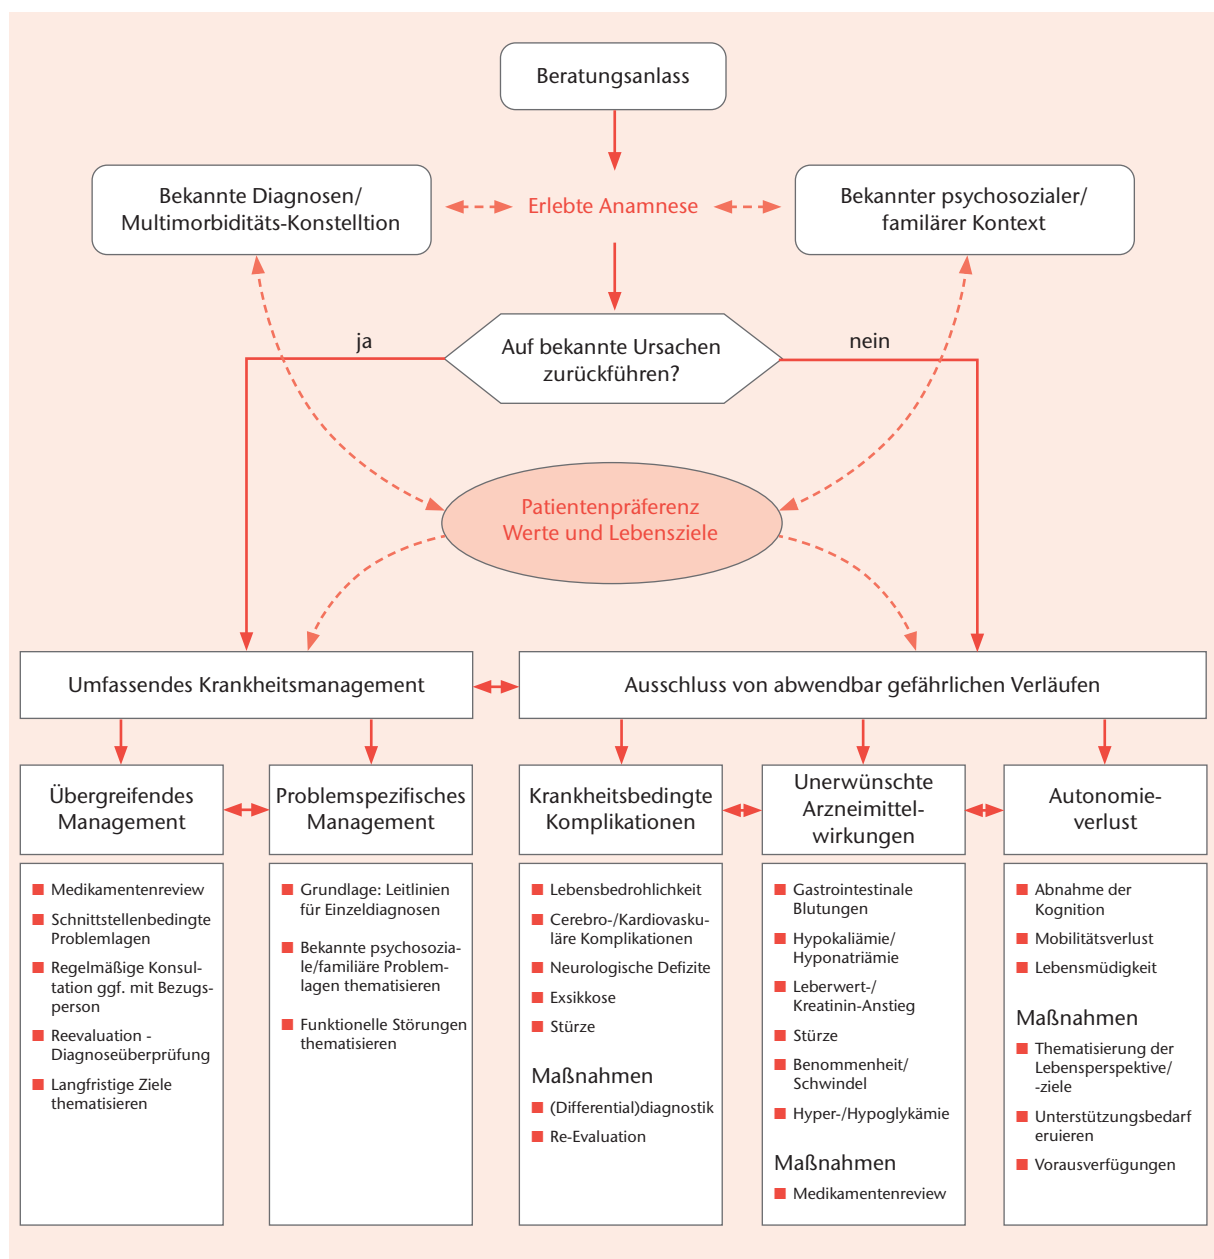 Beratungsanlass
Bekannte Diagnosen/
Multimorbiditäts-Konstelltion
Erlebte Anamnese
Bekannter psychosozialer/
familärer Kontext
ja
Auf bekannte Ursachen
zurückführen?
nein
Patientenpräferenz
Werte und Lebensziele
Umfassendes Krankheitsmanagement
Ausschluss von abwendbar gefährlichen Verläufen
Übergreifendes
Management
Problemspezifisches
Management
Krankheitsbedingte
Komplikationen
Unerwünschte
Arzneimittel-
wirkungen
Autonomie-
verlust
Medikamentenreview
Schnittstellenbedingte
Problemlagen
Regelmäßige Konsul-
tation ggf. mit Bezugs-
person
Reevaluation -
Diagnoseüberprüfung
Langfristige Ziele
thematisieren
Grundlage: Leitlinien
für Einzeldiagnosen
Bekannte psychosozia-
le/familiäre Problem-
lagen thematisieren
Funktionelle Störungen
thematisieren
Lebensbedrohlichkeit
Cerebro-/Kardiovasku-
läre Komplikationen
Neurologische Defizite
Exsikkose
Stürze
Maßnahmen
(Differential)diagnostik
Re-Evaluation
Gastrointestinale
Blutungen
Hypokaliämie/
Hyponatriämie
Leberwert-/
Kreatinin-Anstieg
Stürze
Benommenheit/
Schwindel
Hyper-/Hypoglykämie
Maßnahmen
Medikamentenreview
Abnahme der
Kognition
Mobilitätsverlust
Lebensmüdigkeit
Maßnahmen
Thematisierung der
Lebensperspektive/
-ziele
Unterstützungsbedarf
eruieren
Vorausverfügungen